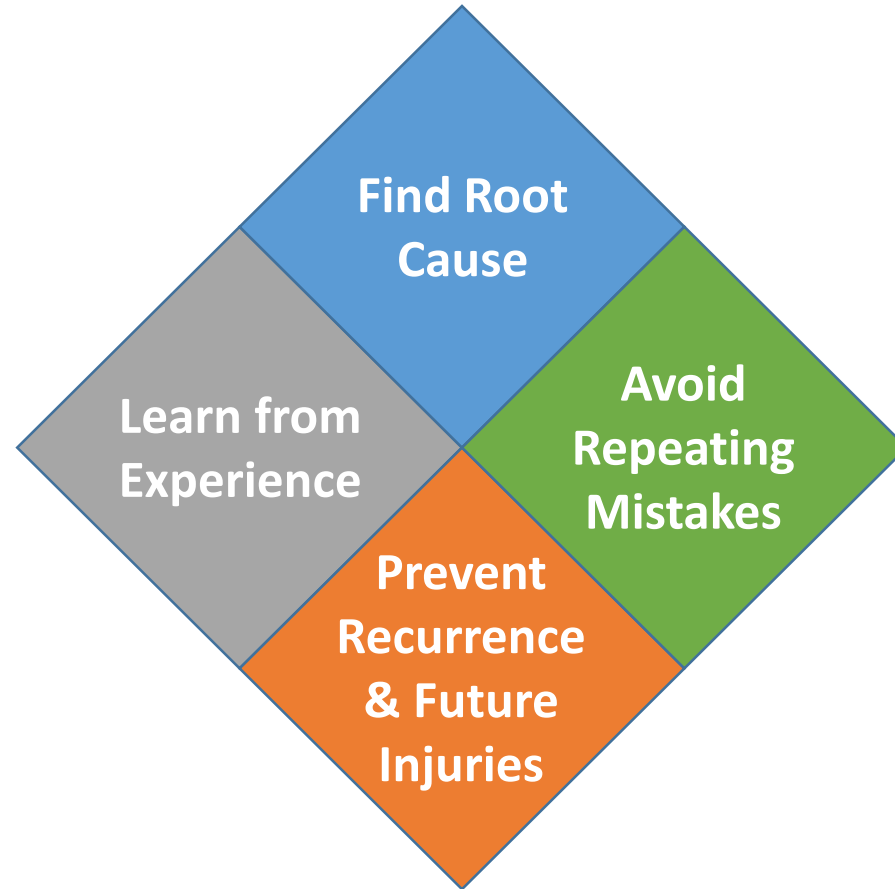 Find Root
Cause
Avoid
Repeating
Mistakes
Learn from
Experience
Prevent
Recurrence
& Future
Injuries